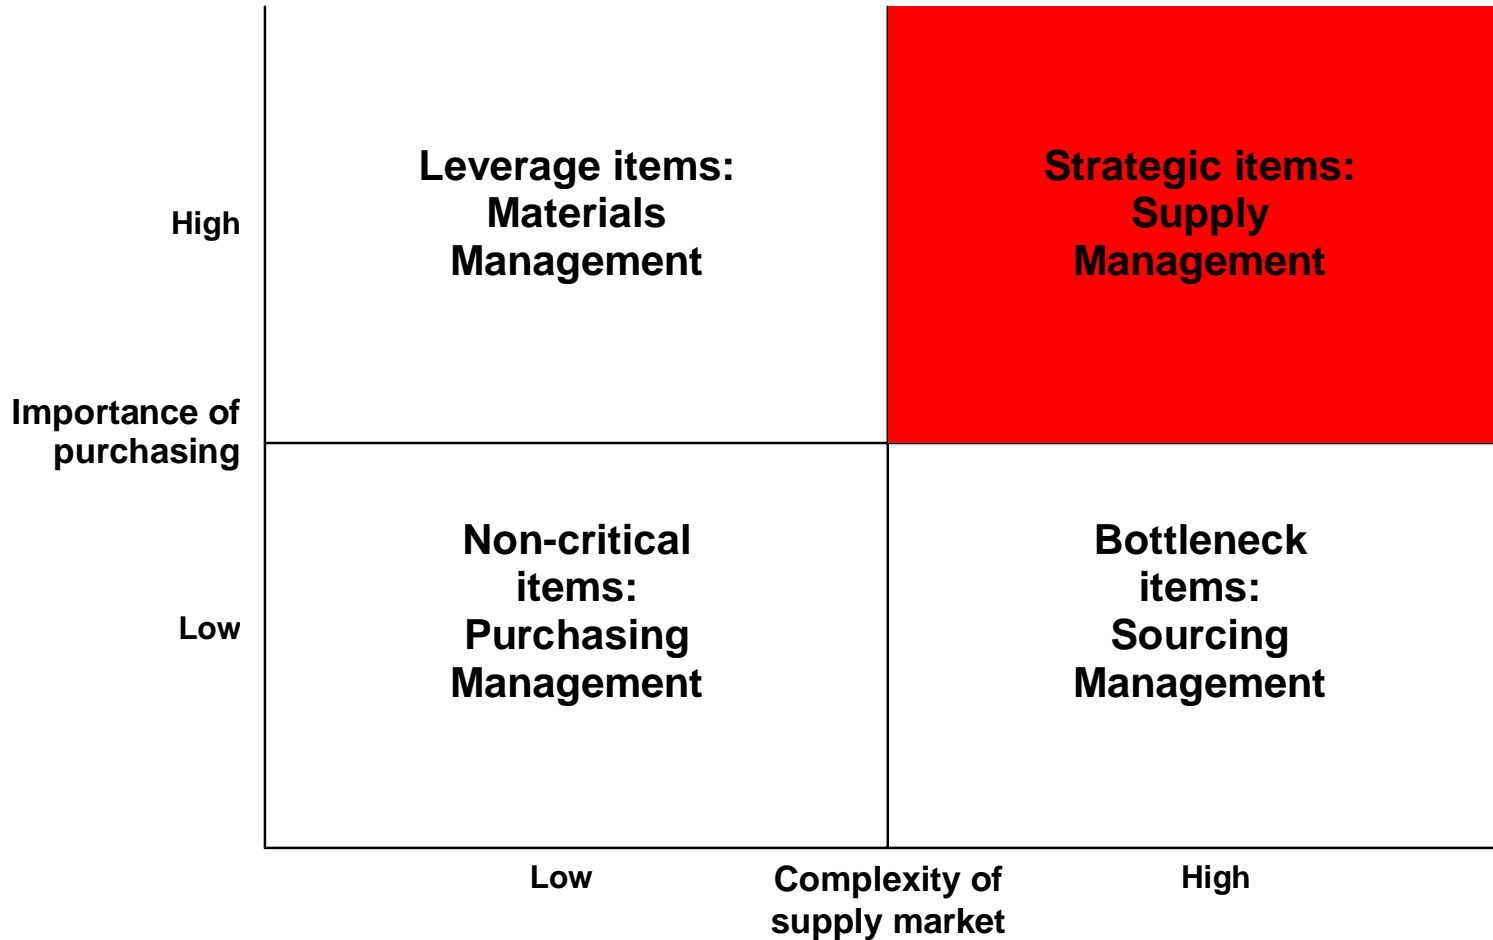 Leverage items:
Materials
Management
Strategic items:
Supply
Management
High
Importance of
purchasing
Non-critical
items:
Purchasing
Management
Bottleneck
items:
Sourcing
Management
Low
Low
Complexity of
supply market
High